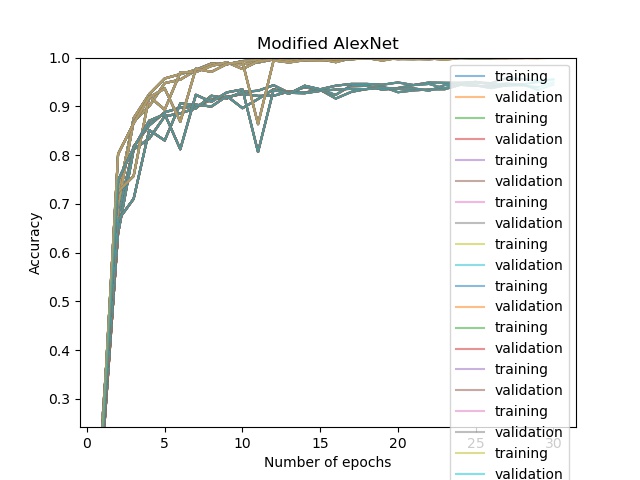 Modified AlexNet
1.0
0.9
0.8
0.7
0.6
0.5
0.4
0.3
Accuracy
training
validation
training
validation
training
validation
training
validation
training
validation
training
validation
training
validation
training
validation
training
validation
training
validation
0 5 10 15 20 25 30
Number of epochs